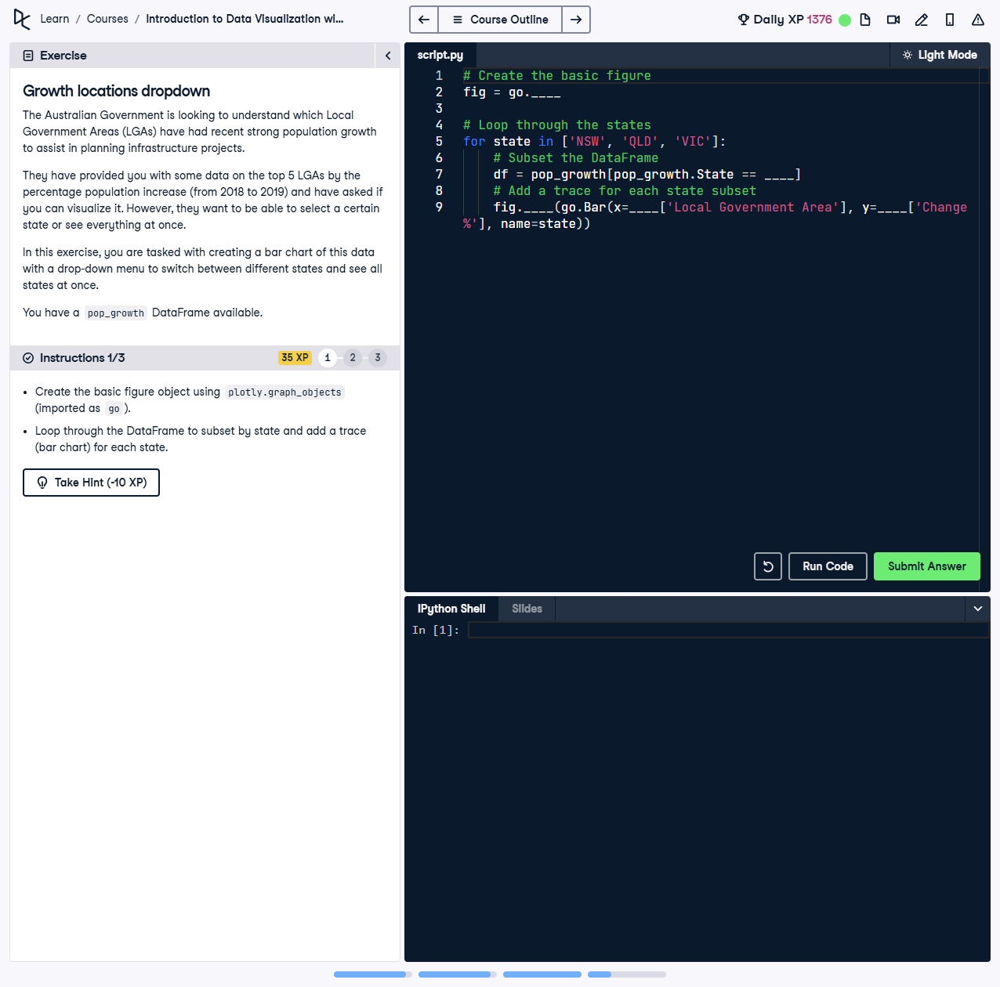 Learn / Courses / Introduction to Data Visualization wi...
Course Outline
Daily XP 1376
Exercise
Growth locations dropdown
The Australian Government is looking to understand which Local
Government Areas (LGAs) have had recent strong population growth
to assist in planning infrastructure projects.
They have provided you with some data on the top 5 LGAs by the
percentage population increase (from 2018 to 2019) and have asked if
you can visualize it. However, they want to be able to select a certain
state or see everything at once.
In this exercise, you are tasked with creating a bar chart of this data
with a drop-down menu to switch between different states and see all
states at once.
You have a pop_growth DataFrame available.
Instructions 1/3
35 XP
1 2 3
• Create the basic figure object using plotly.graph_objects
(imported as go).
• Loop through the DataFrame to subset by state and add a trace
(bar chart) for each state.
Take Hint (-10 XP)
script.py
Light Mode
1 # Create the basic figure
2 fig = go.____
3
4 # Loop through the states
5 for state in ['NSW', 'QLD', 'VIC']:
6 # Subset the DataFrame
7 df = pop_growth[pop_growth.State == ____]
8 # Add a trace for each state subset
9 fig.____(go.Bar(x=____['Local Government Area'], y=____['Change
%'], name=state))
Run Code
Submit Answer
IPython Shell
Slides
In [1]: